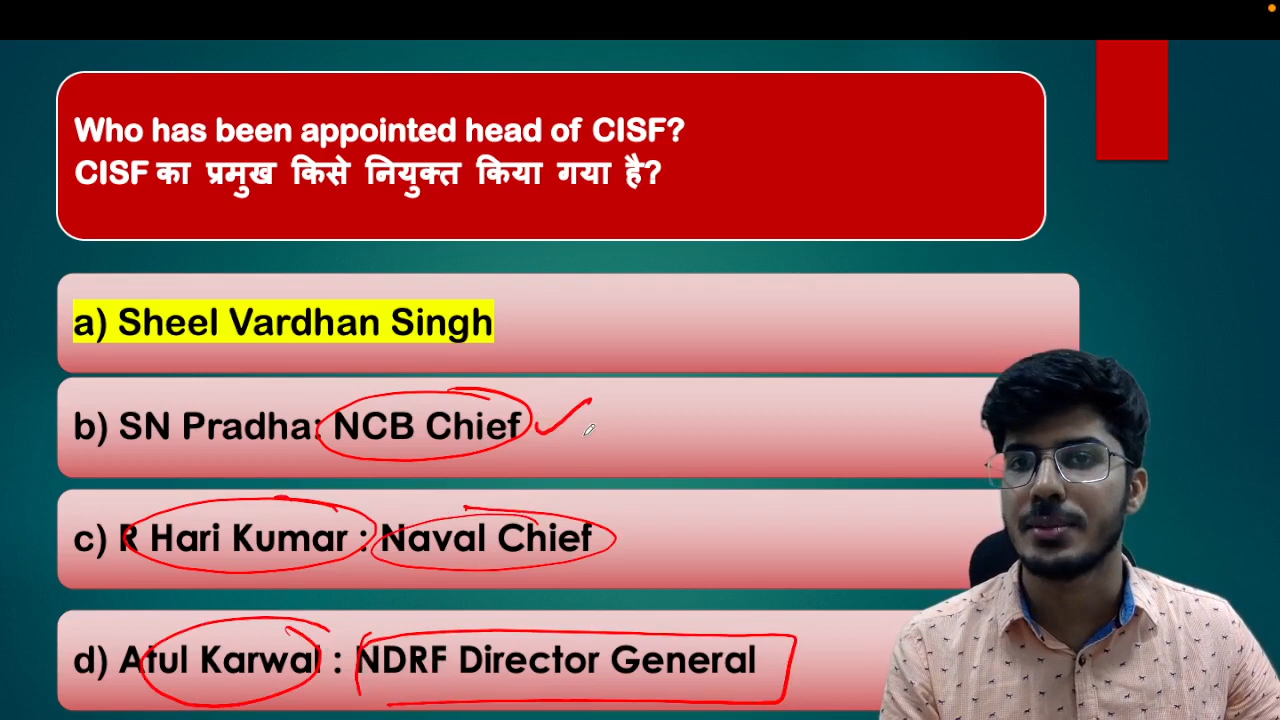 Who has been appointed head of CISF?
CISF का प्रमुख किसे नियुक्त किया गया है?
a) Sheel Vardhan Singh
b) SN Pradha: NCB Chief
c) R Hari Kumar : Naval Chief
d) Atul Karwal : NDRF Director General